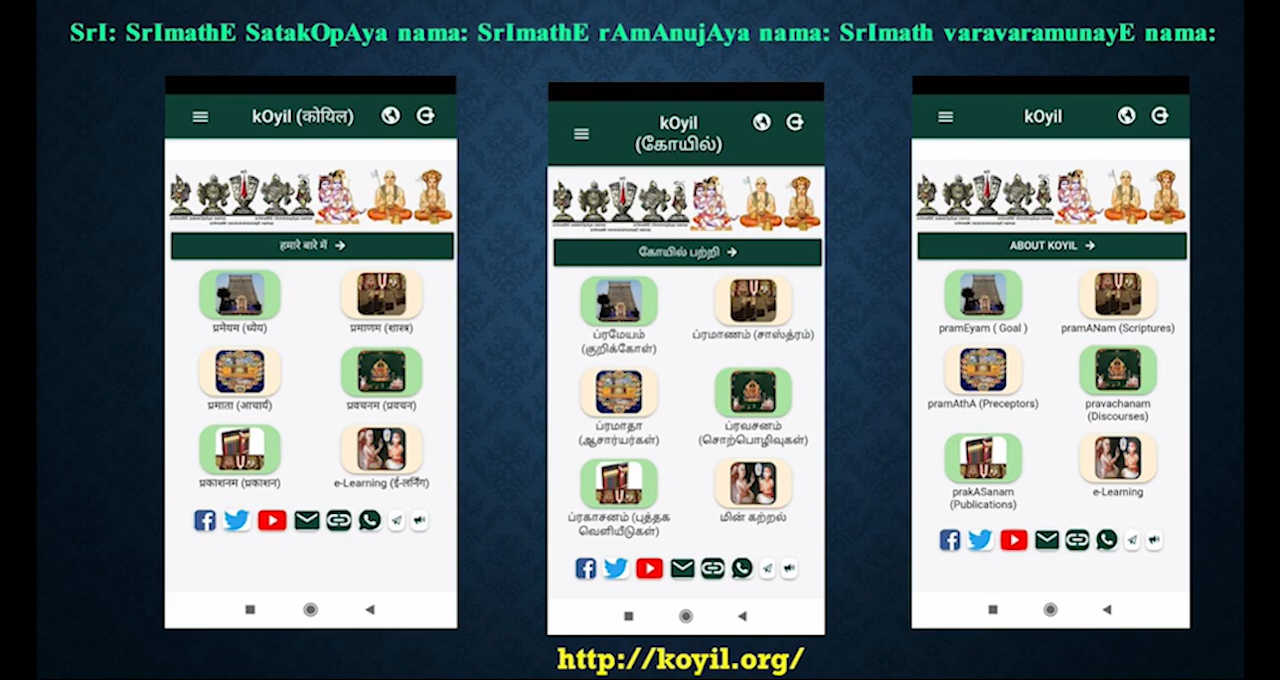 SrI: SrImathE SatakOpAya nama: SrImathE rAmAnujAya nama: SrImath varavaramunayE nama:
kOyil (कोयिल)
हमारे बारे में
प्रमेयम (ध्येय)
प्रमाणम (शास्त्र)
प्रमाता (आचार्य)
प्रवचनम (प्रवचन)
प्रकाशनम (प्रकाशन)
e-Learning (ई-लर्निंग)
kOyil
(கோயில்)
கோயில் பற்றி
ப்ரமேயம்
(குறிக்கோள்)
ப்ரமாணம் (சாஸ்த்ரம்)
ப்ரமாதா
(ஆசார்யர்கள்)
ப்ரவசனம்
(சொற்பொழிவுகள்)
ப்ரகாசனம் (புத்தக
வெளியீடுகள்)
மின் கற்றல்
kOyil
ABOUT KOYIL
pramEyam ( Goal )
pramANam (Scriptures)
pramAthA (Preceptors)
pravachanam
(Discourses)
prakASanam
(Publications)
e-Learning
http://koyil.org/